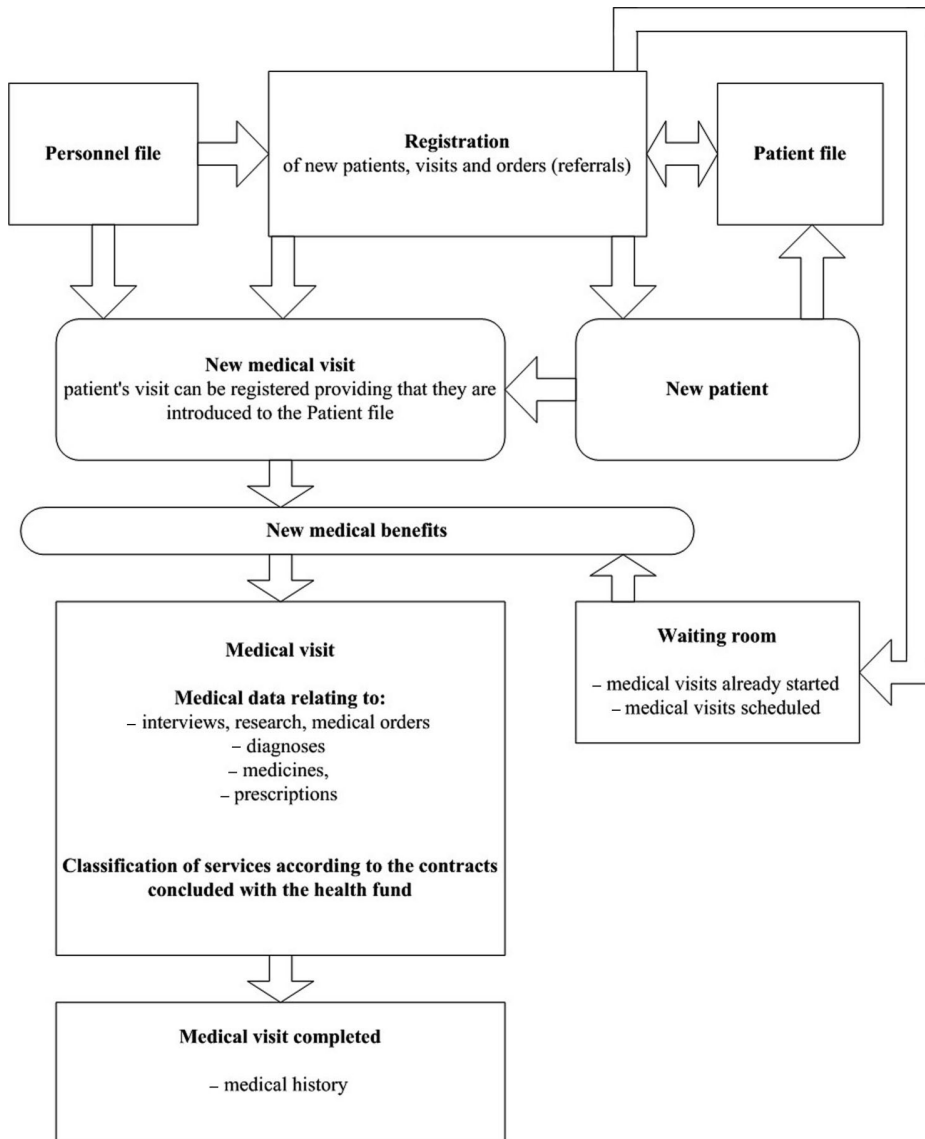 Personnel file
Registration
of new patients, visits and orders (referrals)
Patient file
New medical visit
patient's visit can be registered providing that they are
introduced to the Patient file
New patient
New medical benefits
Medical visit
Medical data relating to:
– interviews, research, medical orders
– diagnoses
– medicines,
– prescriptions
Classification of services according to the contracts
concluded with the health fund
Waiting room
– medical visits already started
– medical visits scheduled
Medical visit completed
– medical history